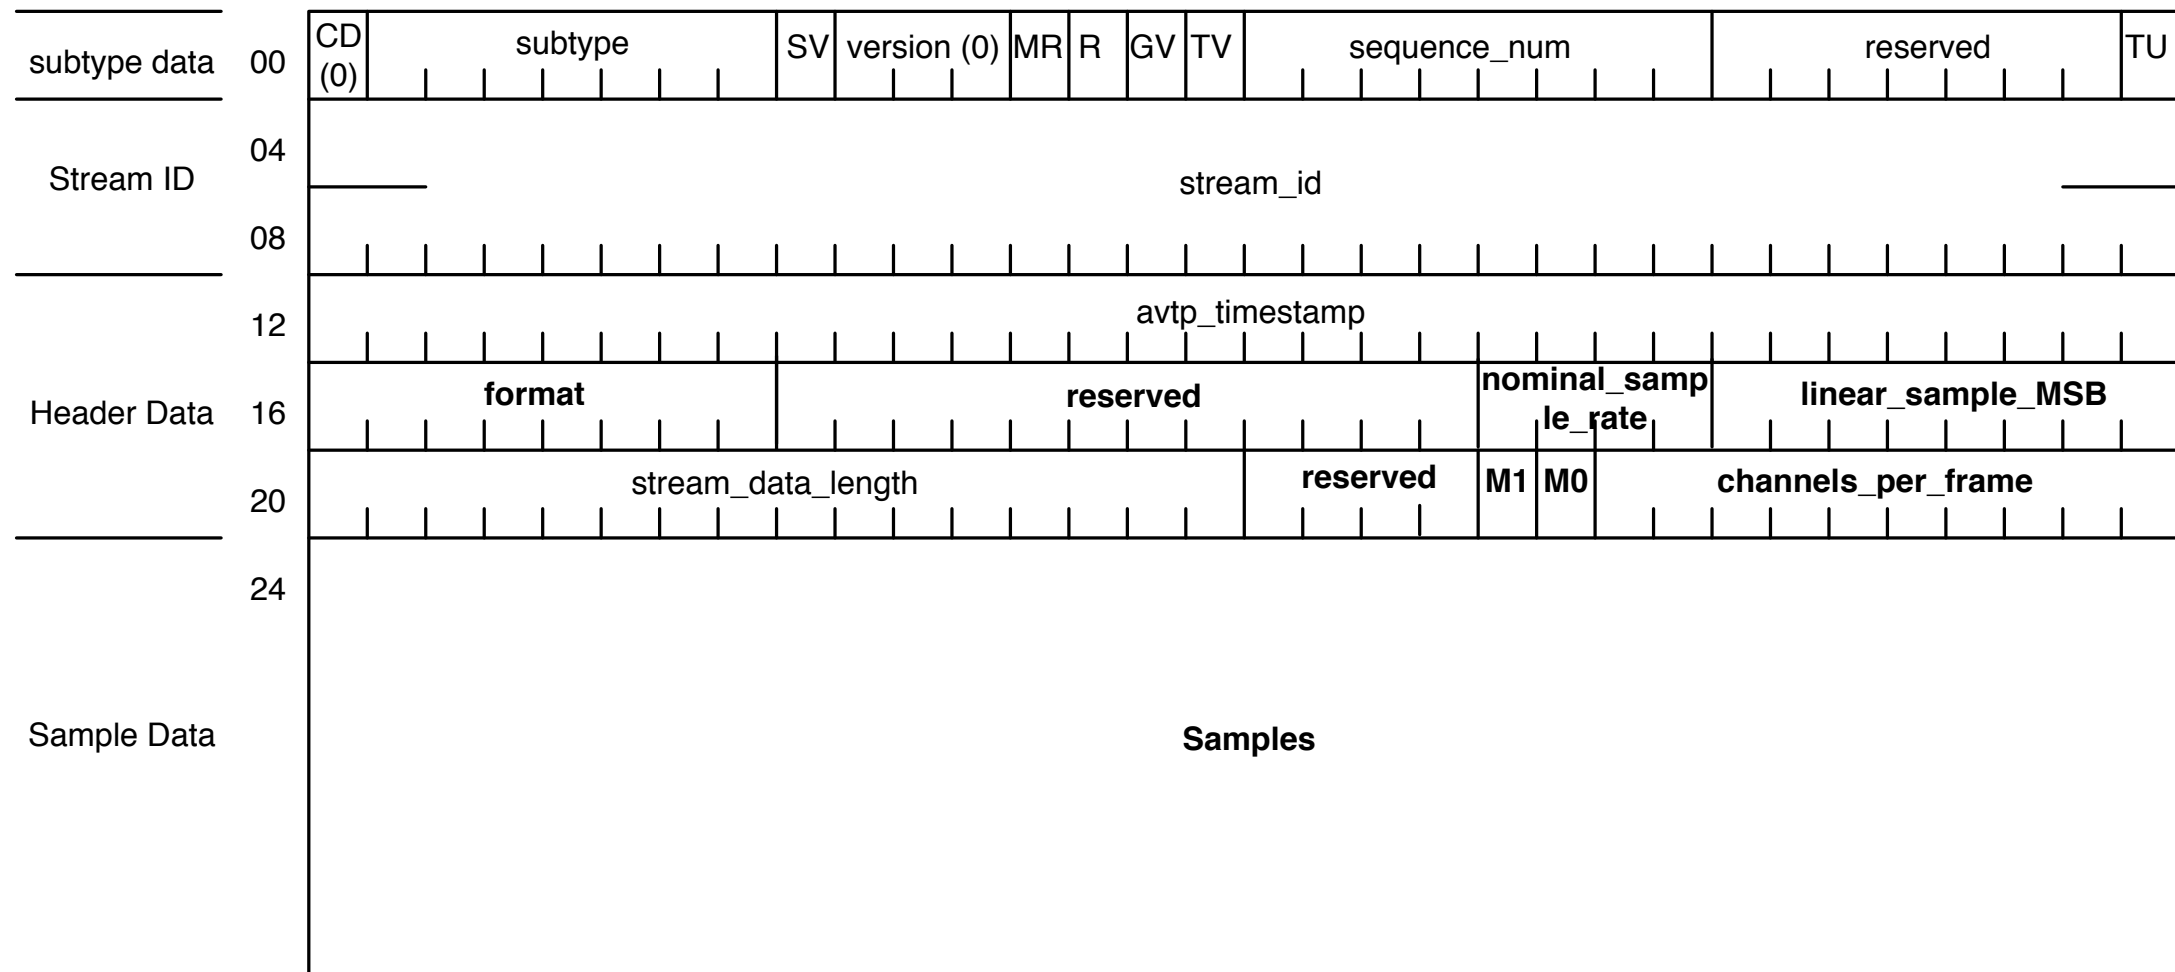 subtype data 00 CD subtype SV version (0) MR R GV TV sequence_num reserved TU
(0)
04
Stream ID stream_id
08
12 avtp_timestamp
Header Data 16 format reserved nominal_samp linear_sample_MSB
le_rate
20 stream_data_length reserved M1 M0 channels_per_frame
24
Sample Data Samples